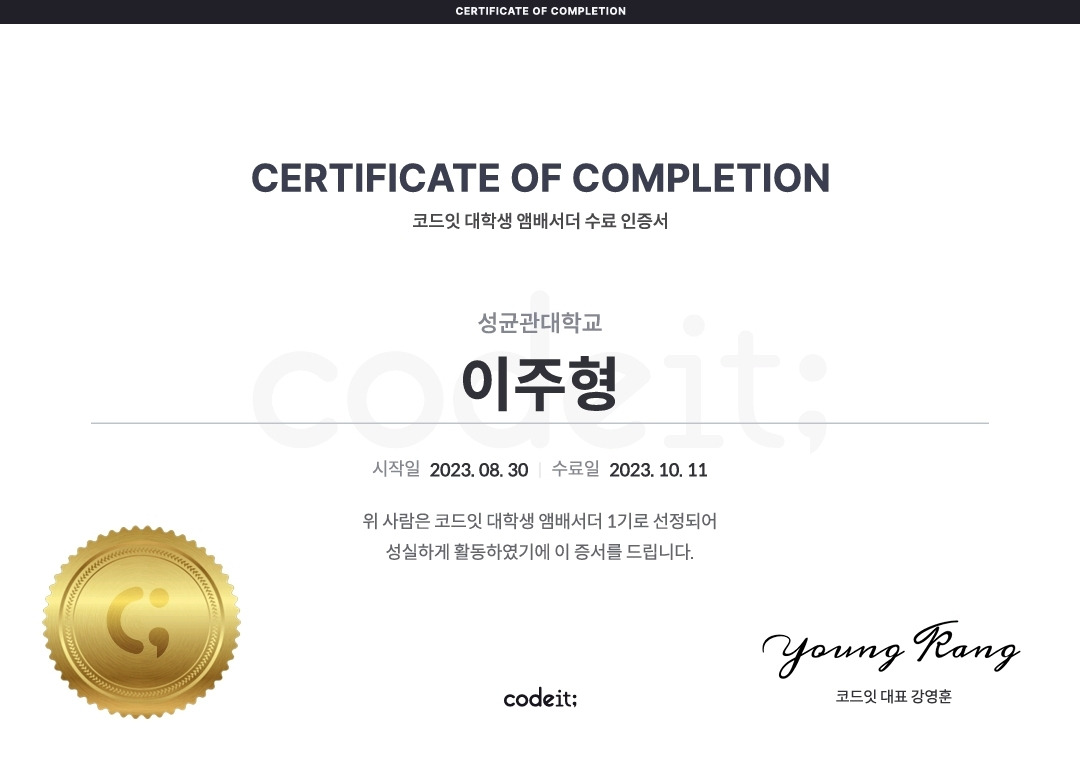 CERTIFICATE OF COMPLETION
CERTIFICATE OF COMPLETION
코드잇 대학생 앰배서더 수료 인증서
codeit;
성균관대학교
이주형
시작일 2023. 08. 30 | 수료일 2023. 10. 11
위 사람은 코드잇 대학생 앰배서더 1기로 선정되어
성실하게 활동하였기에 이 증서를 드립니다.
Young Kang
코드잇 대표 강영훈
codeit;